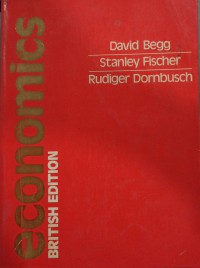 David Begg
Stanley Fischer
Rudiger Dornbusch
economics
BRITISH EDITION